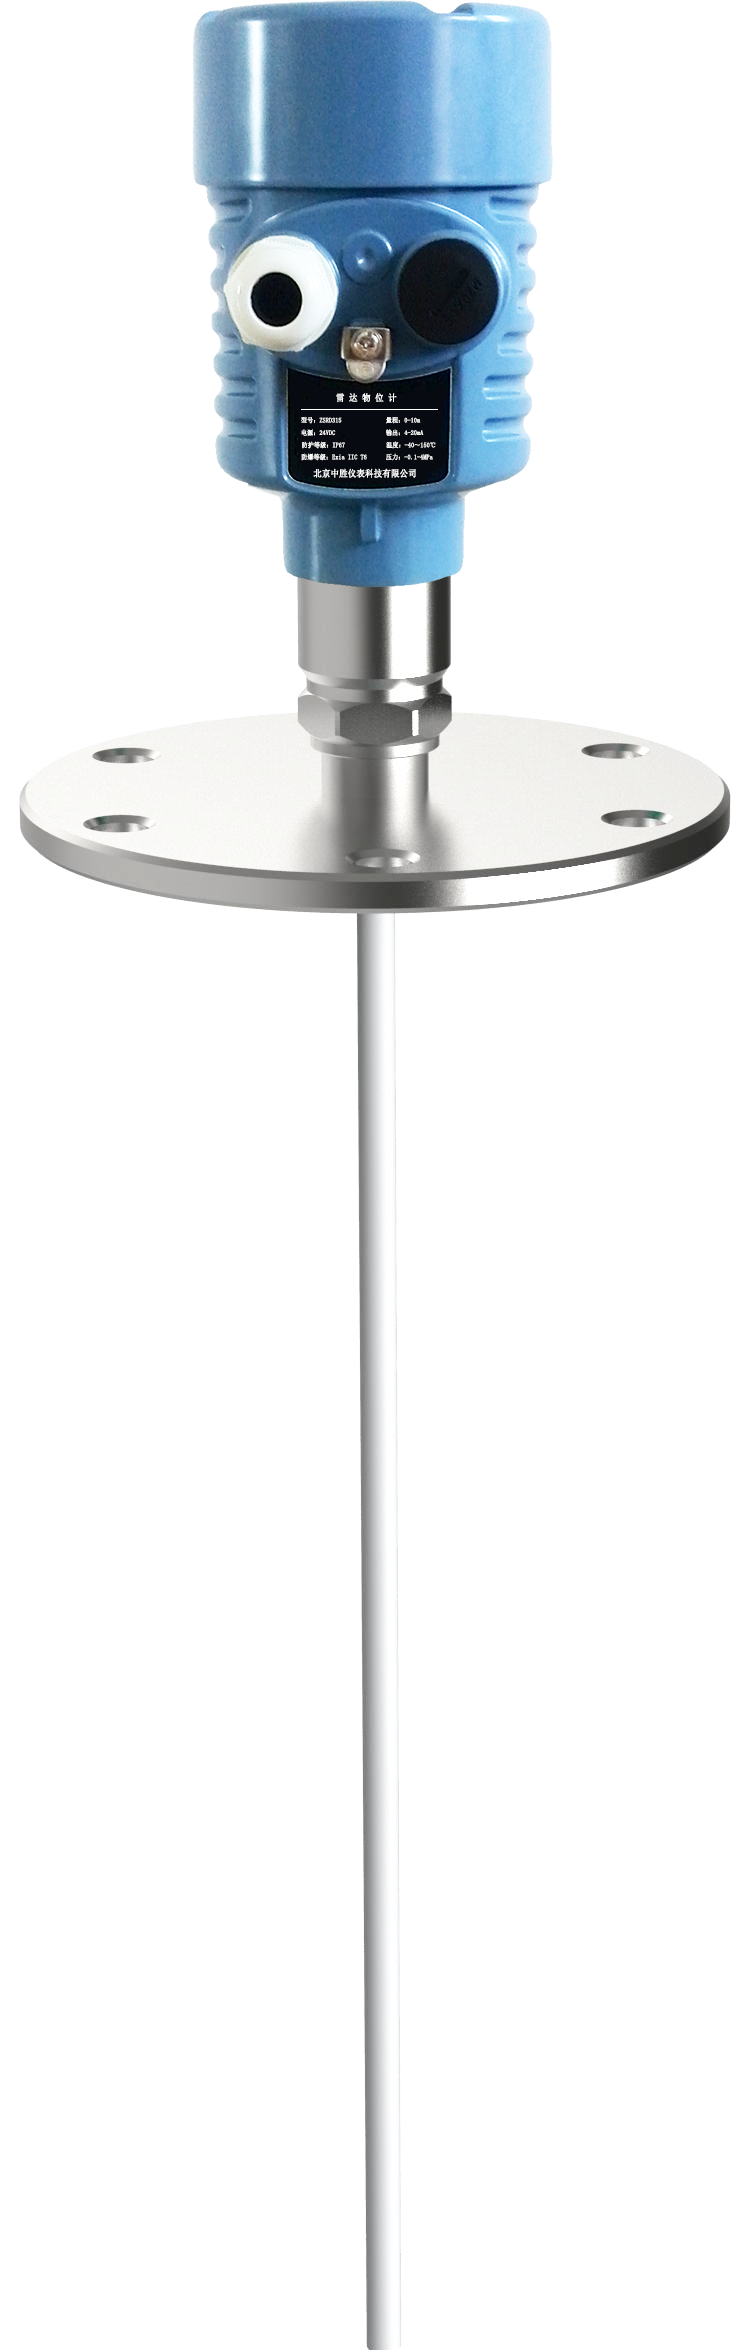 雷达物位计
型号: ZSRD31S 量程: 0-10m
电源: 24VDC 输出: 4-20mA
防护等级: IP67 温度: -40~150℃
防爆等级: Exia IIC T6 压力: -0.1-4MPa
北京中胜仪表科技有限公司